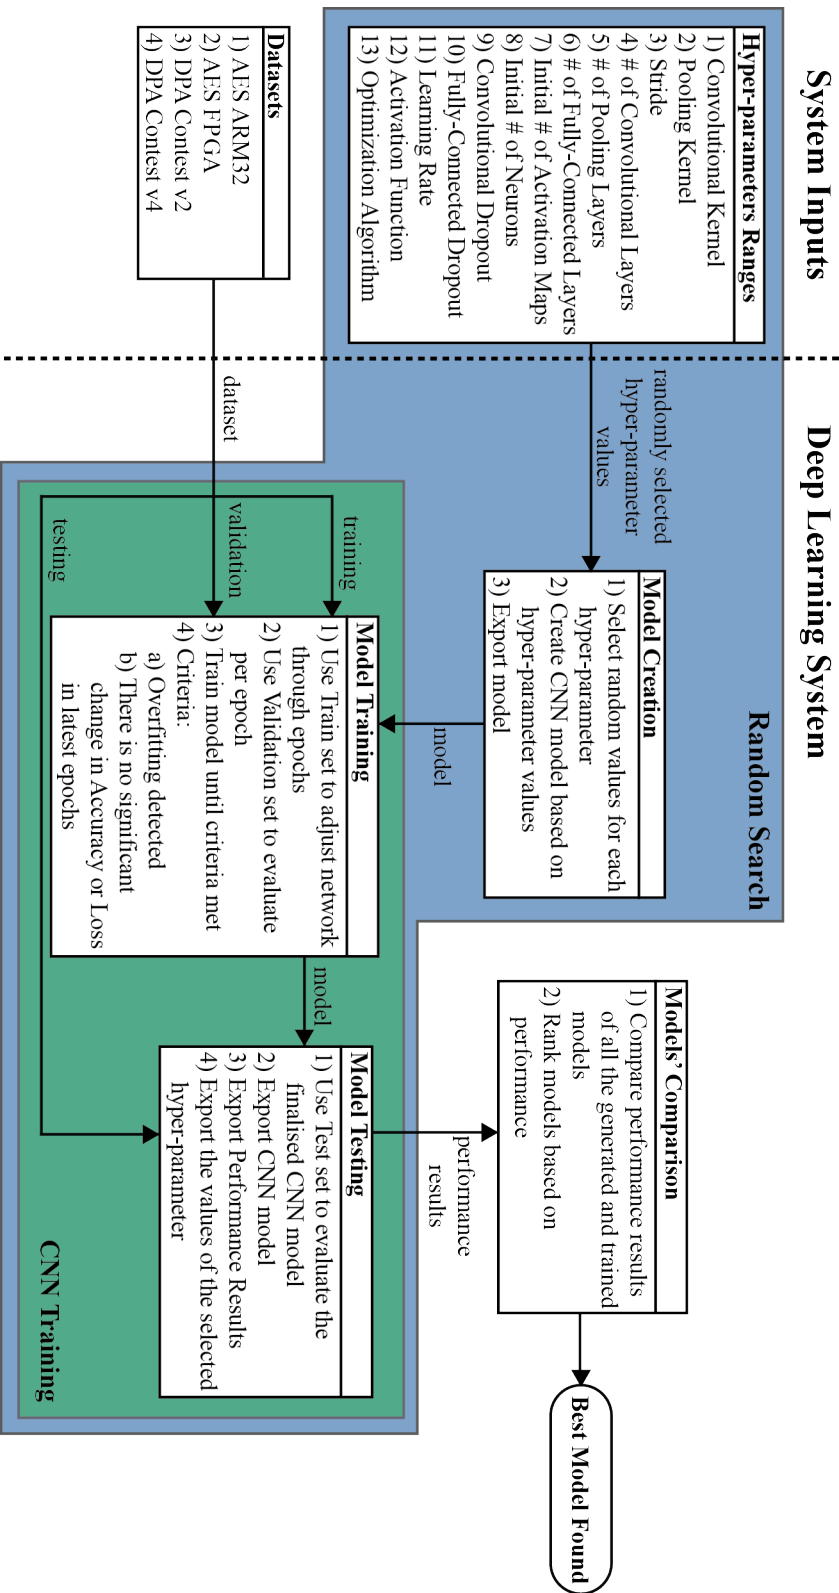 System Inputs
Deep Learning System
Hyper-parameters Ranges
1) Convolutional Kernel
2) Pooling Kernel
3) Stride
4) # of Convolutional Layers
5) # of Pooling Layers
6) # of Fully-Connected Layers
7) Initial # of Activation Maps
8) Initial # of Neurons
9) Convolutional Dropout
10) Fully-Connected Dropout
11) Learning Rate
12) Activation Function
13) Optimization Algorithm
Datasets
1) AES ARM32
2) AES FPGA
3) DPA Contest v2
4) DPA Contest v4
randomly selected
hyper-parameter
values
dataset
Random Search
Model Creation
1) Select random values for each
hyper-parameter
2) Create CNN model based on
hyper-parameter values
3) Export model
model
training
validation
testing
Model Training
1) Use Train set to adjust network
through epochs
2) Use Validation set to evaluate
per epoch
3) Train model until criteria met
4) Criteria:
a) Overfitting detected
b) There is no significant
change in Accuracy or Loss
in latest epochs
model
Model Testing
1) Use Test set to evaluate the
finalised CNN model
2) Export CNN model
3) Export Performance Results
4) Export the values of the selected
hyper-parameter
CNN Training
performance
results
Models' Comparison
1) Compare performance results
of all the generated and trained
models
2) Rank models based on
performance
Best Model Found